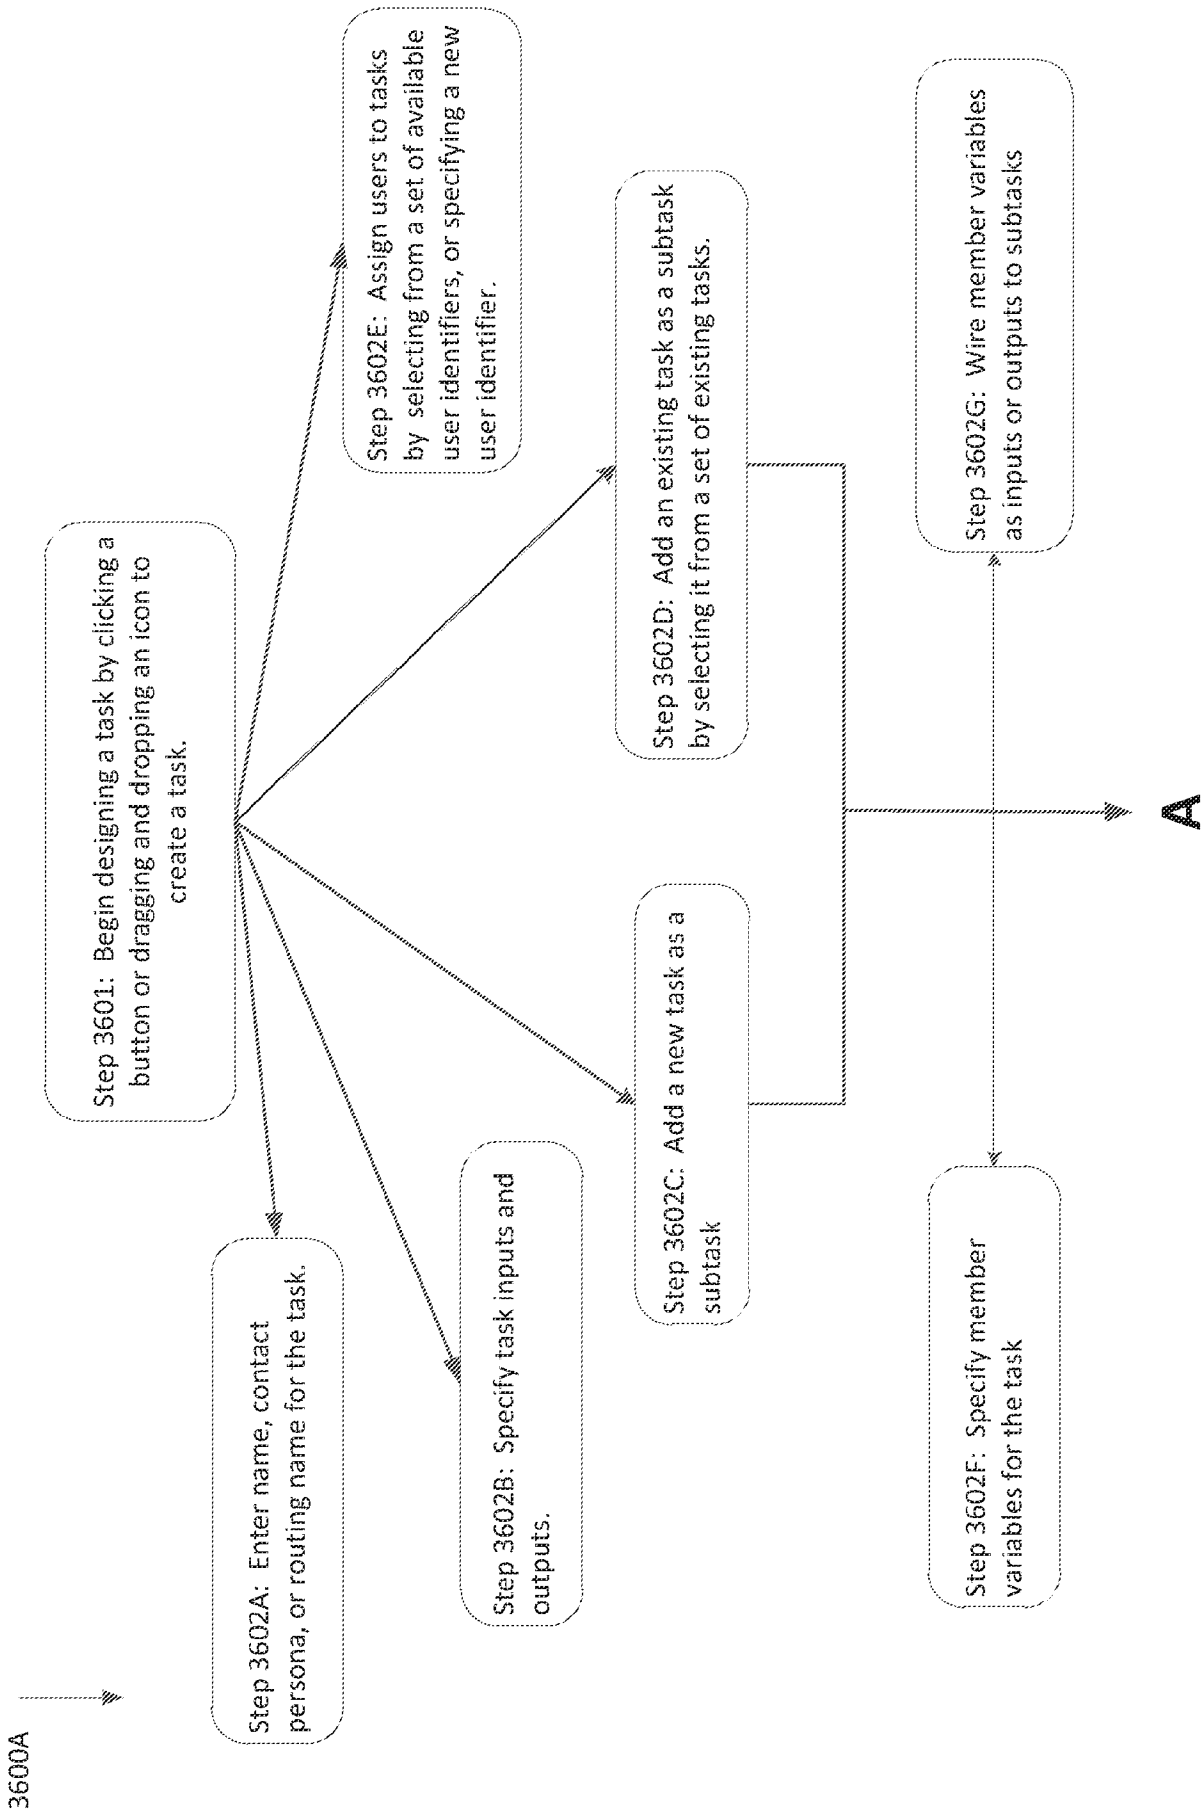 3600A
Step 3601: Begin designing a task by clicking a
button or dragging and dropping an icon to
create a task.
Step 3602A: Enter name, contact
persona, or routing name for the task.
Step 3602E: Assign users to tasks
by selecting from a set of available
user identifiers, or specifying a new
user identifier.
Step 3602B: Specify task inputs and
outputs.
Step 3602C: Add a new task as a
subtask
Step 3602D: Add an existing task as a subtask
by selecting it from a set of existing tasks.
Step 3602F: Specify member
variables for the task
Step 3602G: Wire member variables
as inputs or outputs to subtasks
A